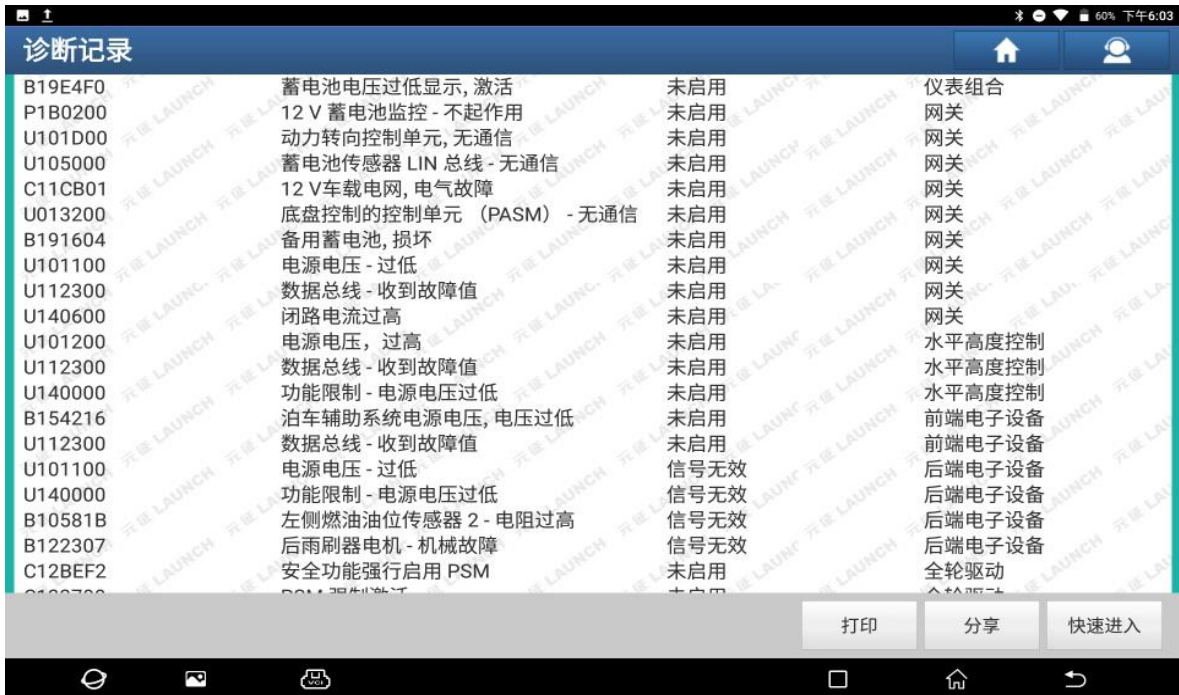 60% 下午6:03
诊断记录
B19E4F0 蓄电池电压过低显示, 激活 未启用 仪表组合
P1B0200 12 V 蓄电池监控 - 不起作用 未启用 网关
U101D00 动力转向控制单元, 无通信 未启用 网关
U105000 蓄电池传感器 LIN 总线 - 无通信 未启用 网关
C11CB01 12 V车载电网, 电气故障 未启用 网关
U013200 底盘控制的控制单元 （PASM） - 无通信 未启用 网关
B191604 备用蓄电池, 损坏 未启用 网关
U101100 电源电压 - 过低 未启用 网关
U112300 数据总线 - 收到故障值 未启用 网关
U140600 闭路电流过高 未启用 网关
U101200 电源电压，过高 未启用 水平高度控制
U112300 数据总线 - 收到故障值 未启用 水平高度控制
U140000 功能限制 - 电源电压过低 未启用 水平高度控制
B154216 泊车辅助系统电源电压, 电压过低 未启用 前端电子设备
U112300 数据总线 - 收到故障值 未启用 前端电子设备
U101100 电源电压 - 过低 信号无效 后端电子设备
U140000 功能限制 - 电源电压过低 信号无效 后端电子设备
B10581B 左侧燃油油位传感器 2 - 电阻过高 信号无效 后端电子设备
B122307 后雨刷器电机 - 机械故障 信号无效 后端电子设备
C12BEF2 安全功能强行启用 PSM 未启用 全轮驱动
打印 分享 快速进入
VCI
元征 LAUNCH